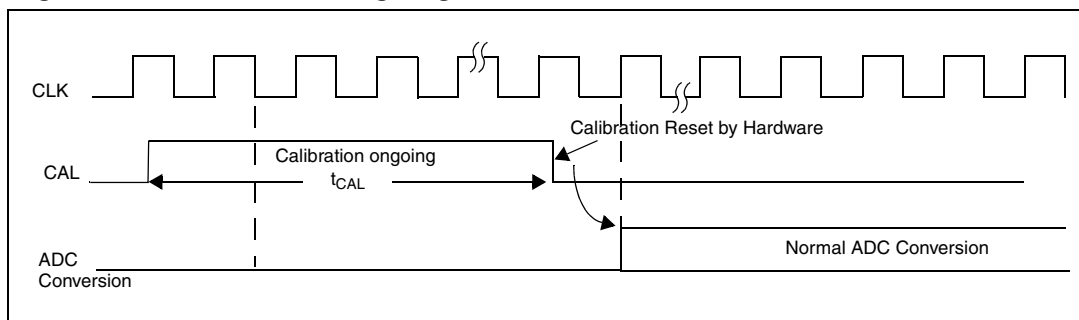 CLK
Calibration Reset by Hardware
CAL
Calibration ongoing
tCAL
Normal ADC Conversion
ADC
Conversion